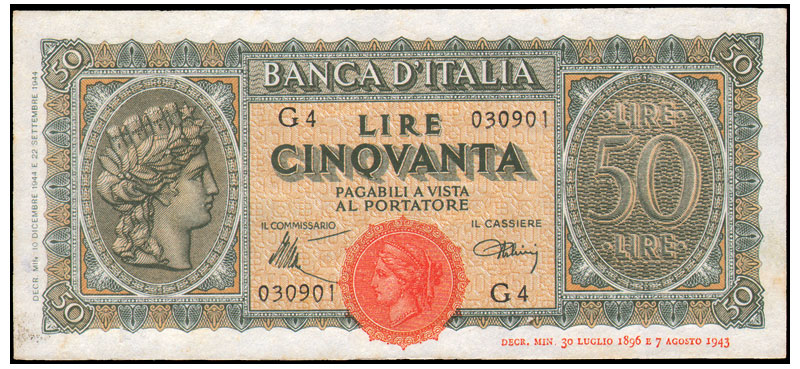 50 50
BANCA D'ITALIA
G4 030901
LIRE
CINQVANTA
PAGABILI A VISTA
AL PORTATORE
IL COMMISSARIO IL CASSIERE
030901 G4
LIRE
50
LIRE
50 50
DECR. MIN. 10 DICEMBRE 1944 E 22 SETTEMBRE 1944
DECR. MIN. 30 LUGLIO 1896 E 7 AGOSTO 1943